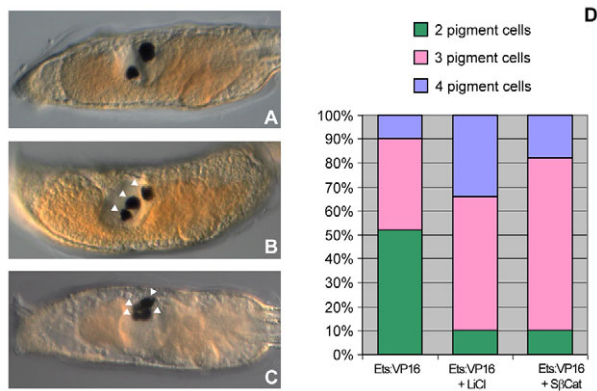 A
B
C
D
2 pigment cells
3 pigment cells
4 pigment cells
100%
90%
80%
70%
60%
50%
40%
30%
20%
10%
0%
Ets:VP16
Ets:VP16
+ LiCl
Ets:VP16
+ SβCat